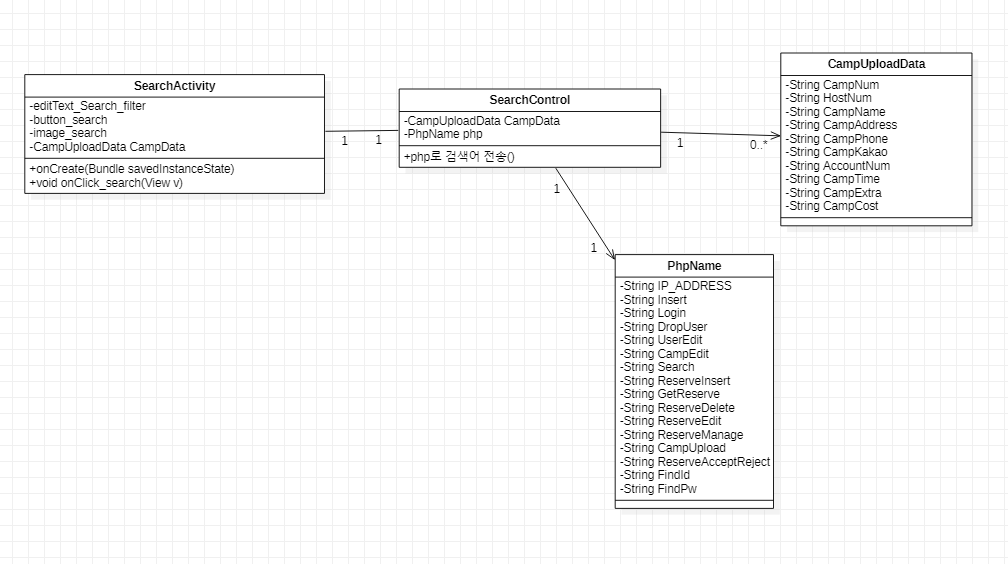 SearchActivity
-editText_Search_filter
-button_search
-image_search
-CampUploadData CampData
+onCreate(Bundle savedInstanceState)
+void onClick_search(View v)
1
1
SearchControl
-CampUploadData CampData
-PhpName php
+php로 검색어 전송()
1
0..*
CampUploadData
-String CampNum
-String HostNum
-String CampName
-String CampAddress
-String CampPhone
-String CampKakao
-String AccountNum
-String CampTime
-String CampExtra
-String CampCost
1
1
PhpName
-String IP_ADDRESS
-String Insert
-String Login
-String DropUser
-String UserEdit
-String CampEdit
-String Search
-String ReserveInsert
-String GetReserve
-String ReserveDelete
-String ReserveEdit
-String ReserveManage
-String CampUpload
-String ReserveAcceptReject
-String FindId
-String FindPw